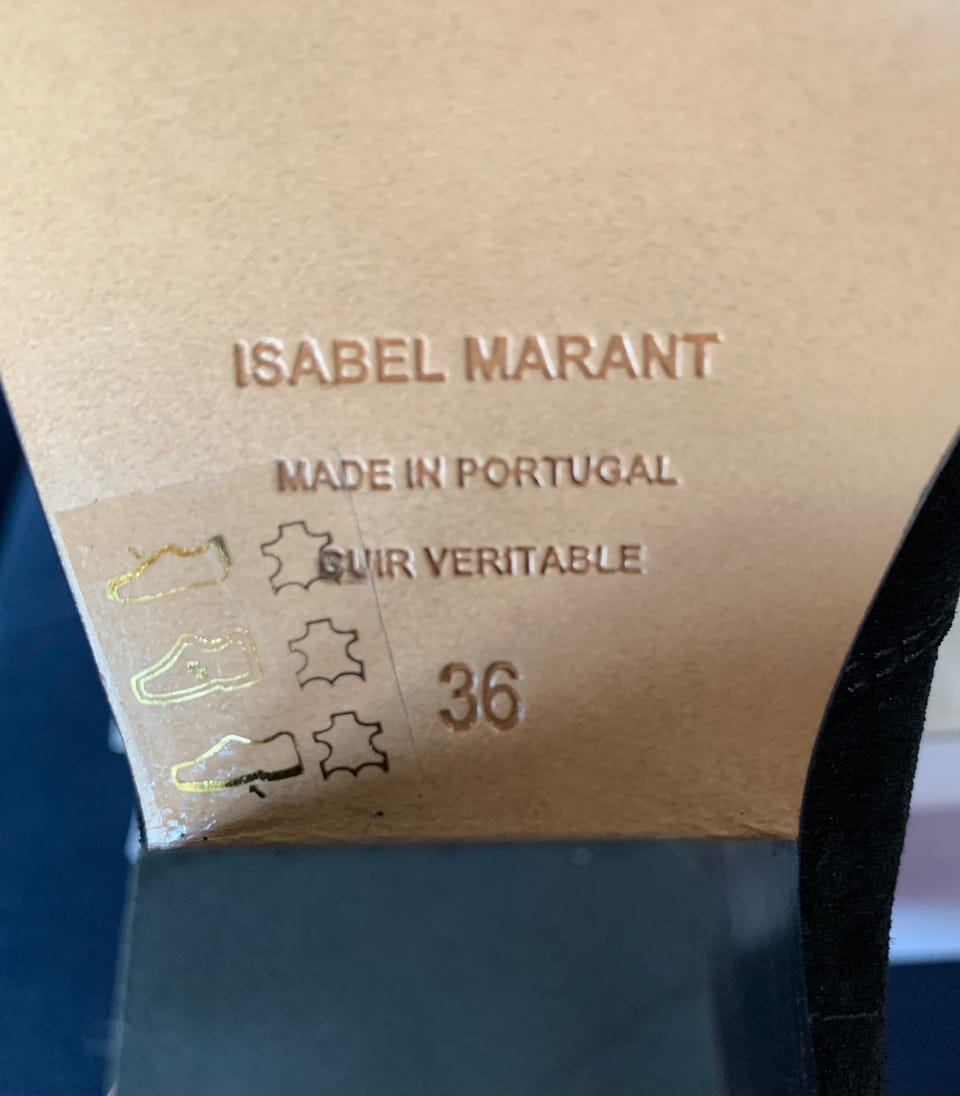 ISABEL MARANT
MADE IN PORTUGAL
CUIR VERITABLE
36